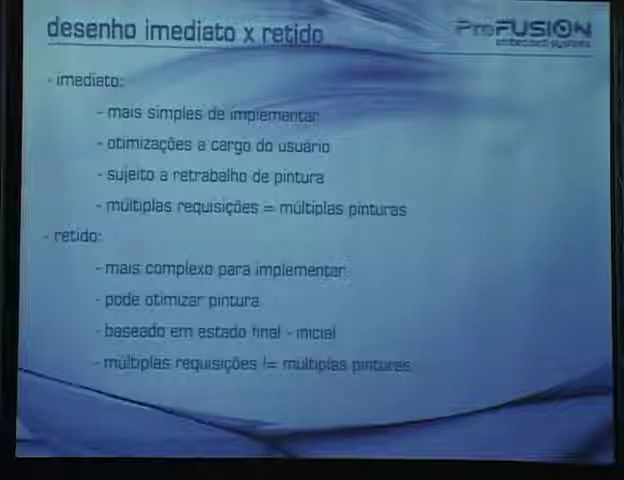 desenho imediato x retido
ProFUSION
embedded systems
- imediato:
- mais simples de implementar
- otimizações a cargo do usuário
- sujeito a retrabalho de pintura
- múltiplas requisições = múltiplas pinturas
- retido:
- mais complexo para implementar
- pode otimizar pintura
- baseado em estado final - inicial
- múltiplas requisições != múltiplas pinturas